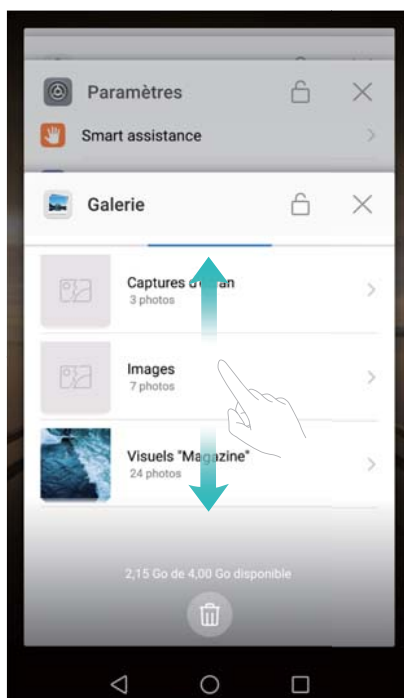 Paramètres
Smart assistance
Galerie
Captures d'écran
3 photos
Images
7 photos
Visuels "Magazine"
24 photos
2,15 Go de 4,00 Go disponible